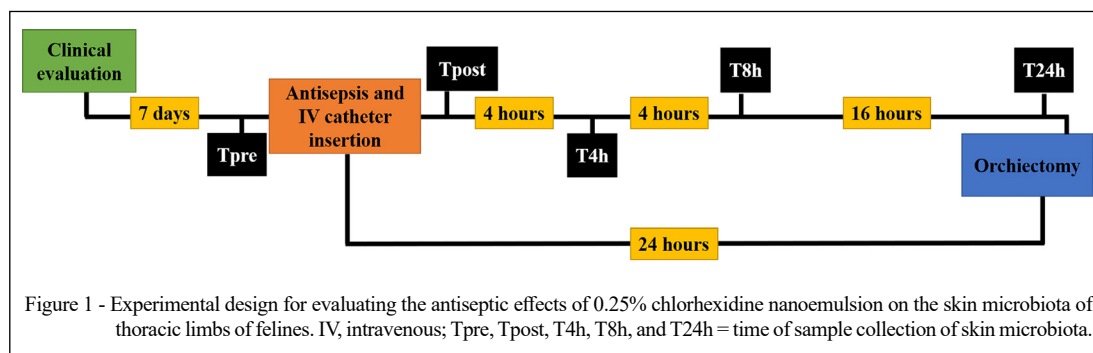 Clinical
evaluation
7 days
Tpre
Antisepsis and
IV catheter
insertion
Tpost
4 hours
T4h
4 hours
T8h
16 hours
T24h
Orchiectomy
24 hours
Figure 1 - Experimental design for evaluating the antiseptic effects of 0.25% chlorhexidine nanoemulsion on the skin microbiota of
thoracic limbs of felines. IV, intravenous; Tpre, Tpost, T4h, T8h, and T24h = time of sample collection of skin microbiota.